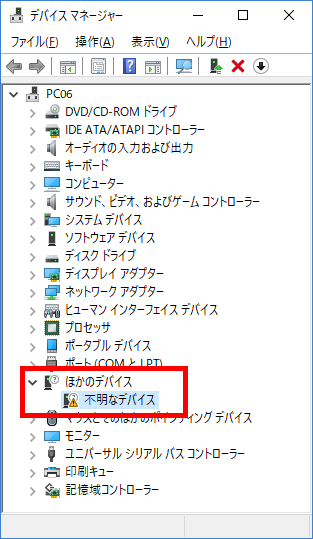 デバイス マネージャー
ファイル(F) 操作(A) 表示(V) ヘルプ(H)
PC06
DVD/CD-ROM ドライブ
IDE ATA/ATAPI コントローラー
オーディオの入力および出力
キーボード
コンピューター
サウンド、ビデオ、およびゲーム コントローラー
システム デバイス
ソフトウェア デバイス
ディスク ドライブ
ディスプレイ アダプター
ネットワーク アダプター
ヒューマン インターフェイス デバイス
プロセッサ
ポータブル デバイス
ポート (COM と LPT)
ほかのデバイス
不明なデバイス
マウスとそのほかのポインティング デバイス
モニター
ユニバーサル シリアル バス コントローラー
印刷キュー
記憶域コントローラー